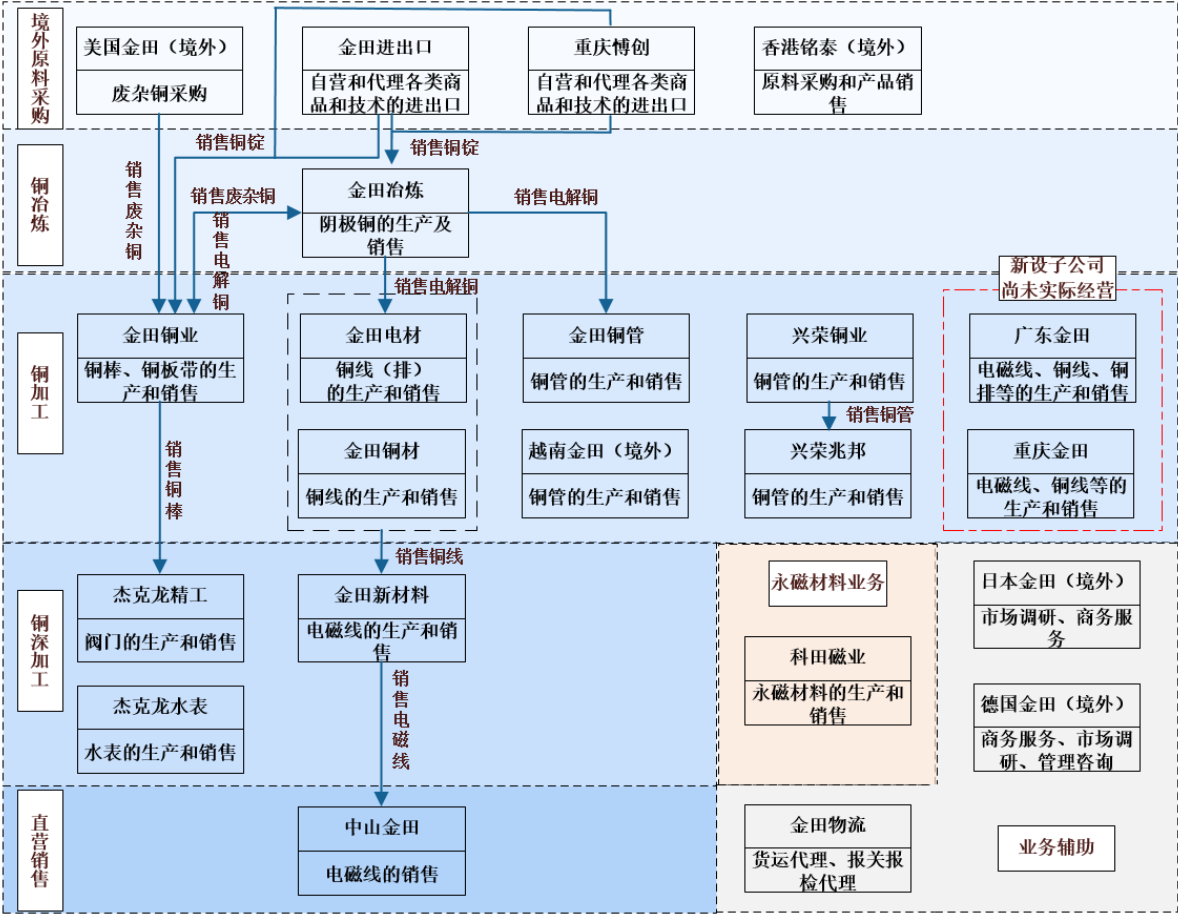 境外原料采购
美国金田（境外）
废杂铜采购
金田进出口
自营和代理各类商
品和技术的进出口
重庆博创
自营和代理各类商
品和技术的进出口
香港铭泰（境外）
原料采购和产品销
售
销售铜锭
销售铜锭
铜冶炼
销售废杂铜
销售废杂铜
销售电解铜
金田冶炼
阴极铜的生产及
销售
销售电解铜
销售电解铜
新设子公司
尚未实际经营
铜加工
金田铜业
铜棒、铜板带的生
产和销售
金田电材
铜线（排）
的生产和销售
金田铜管
铜管的生产和销售
兴荣铜业
铜管的生产和销售
广东金田
电磁线、铜线、铜
排等的生产和销售
销售铜管
销售铜棒
金田铜材
铜线的生产和销售
越南金田（境外）
铜管的生产和销售
兴荣兆邦
铜管的生产和销售
重庆金田
电磁线、铜线等的
生产和销售
销售铜线
铜深加工
杰克龙精工
阀门的生产和销售
金田新材料
电磁线的生产和销
售
永磁材料业务
科田磁业
永磁材料的生产和
销售
日本金田（境外）
市场调研、商务服
务
杰克龙水表
水表的生产和销售
销售电磁线
德国金田（境外）
商务服务、市场调
研、管理咨询
直营销售
中山金田
电磁线的销售
金田物流
货运代理、报关报
检代理
业务辅助